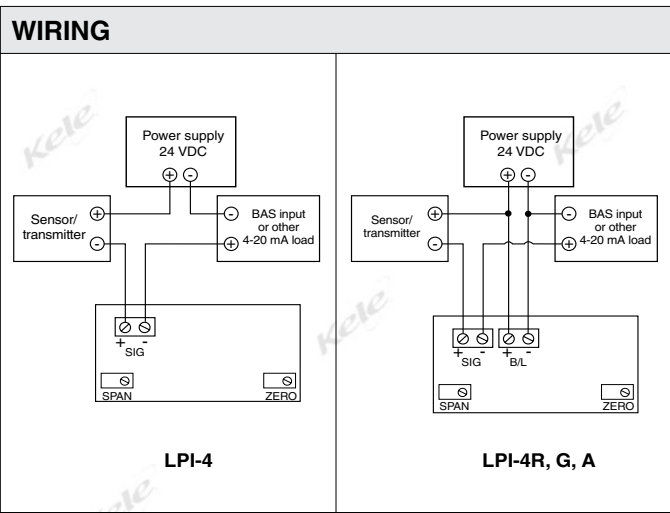 WIRING
Power supply
24 VDC
+ -
Sensor/
transmitter
+
-
BAS input
or other
4-20 mA load
-
+
+ -
SIG
SPAN
ZERO
LPI-4
Power supply
24 VDC
+ -
Sensor/
transmitter
+
-
BAS input
or other
4-20 mA load
-
+
+ - + -
SIG B/L
SPAN
ZERO
LPI-4R, G, A
Kele
Kele
Kele
Kele